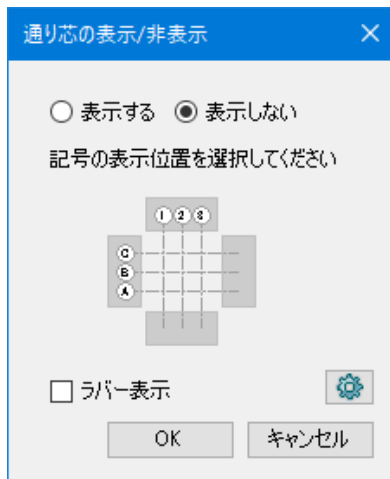 通り芯の表示/非表示
表示する 表示しない
記号の表示位置を選択してください
1 2 3
C
B
A
ラバー表示
OK キャンセル